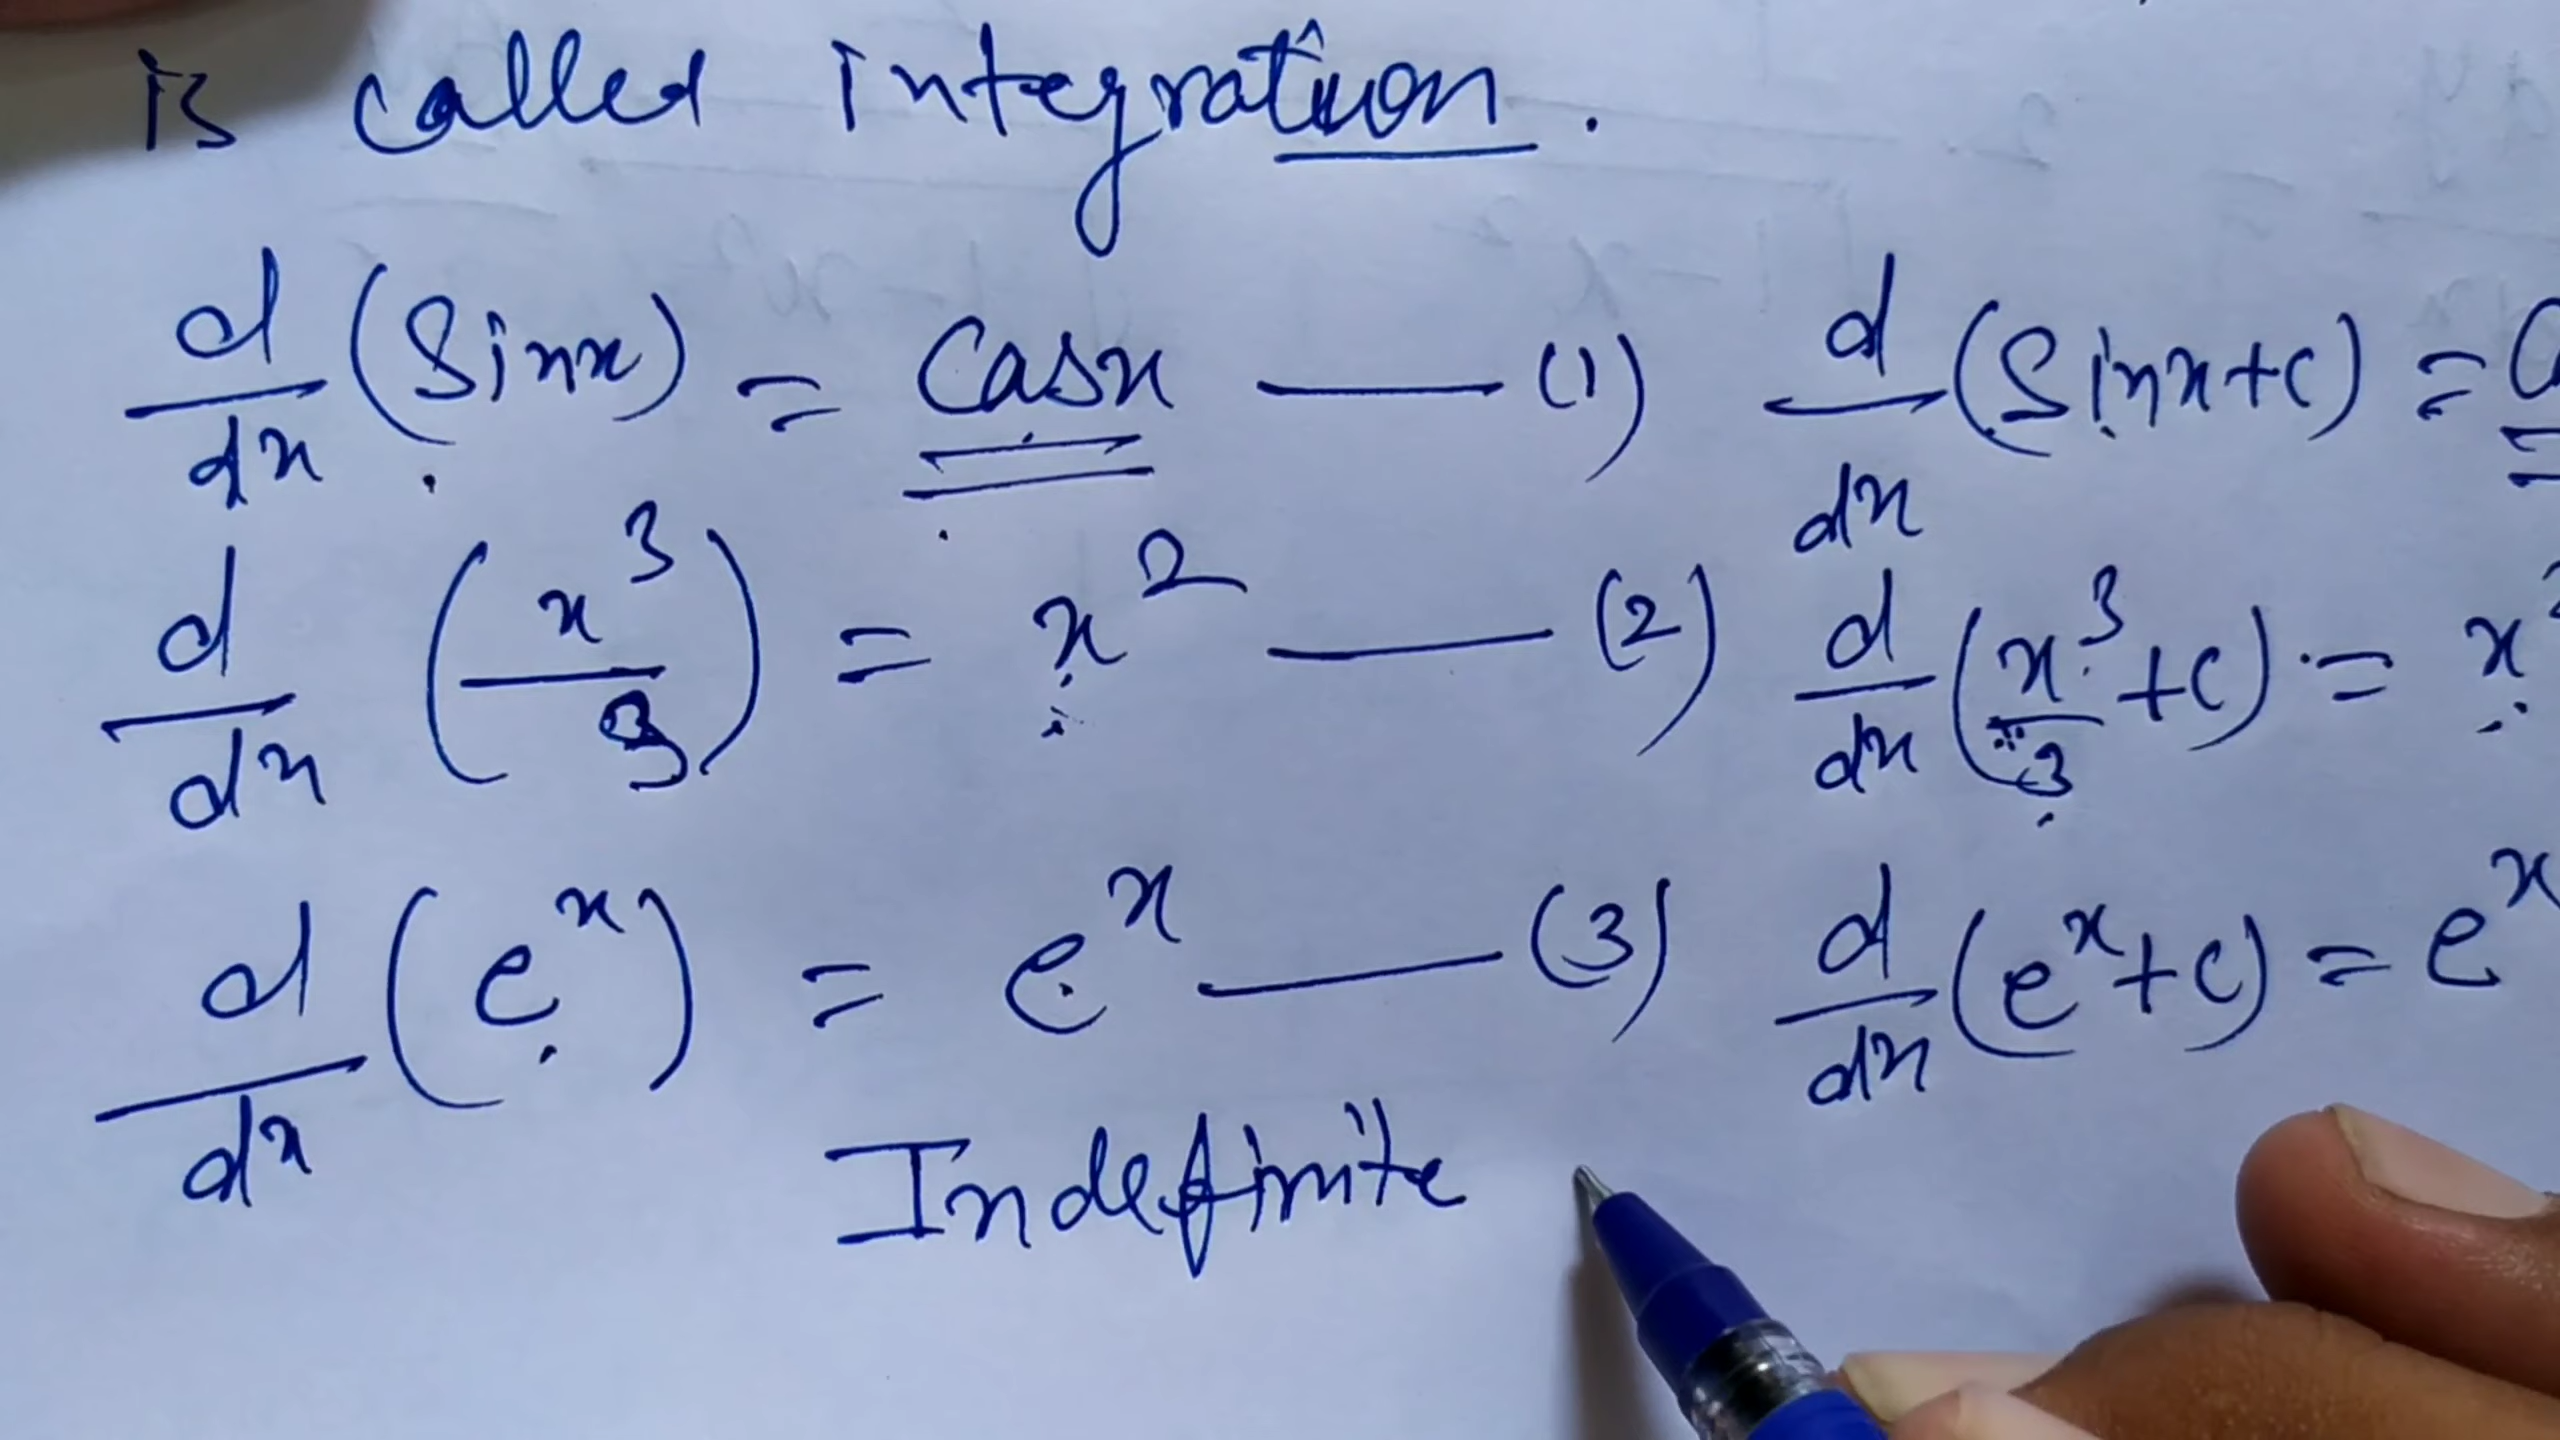 is called integration.
d/dx (Sinx) = Cosx —— (1) d/dx (Sinx+c) =
d/dx (x³/3) = x² —— (2) d/dx (x³/3 +c) = x²
d/dx (eˣ) = eˣ —— (3) d/dx (eˣ+c) = eˣ
Indefinite